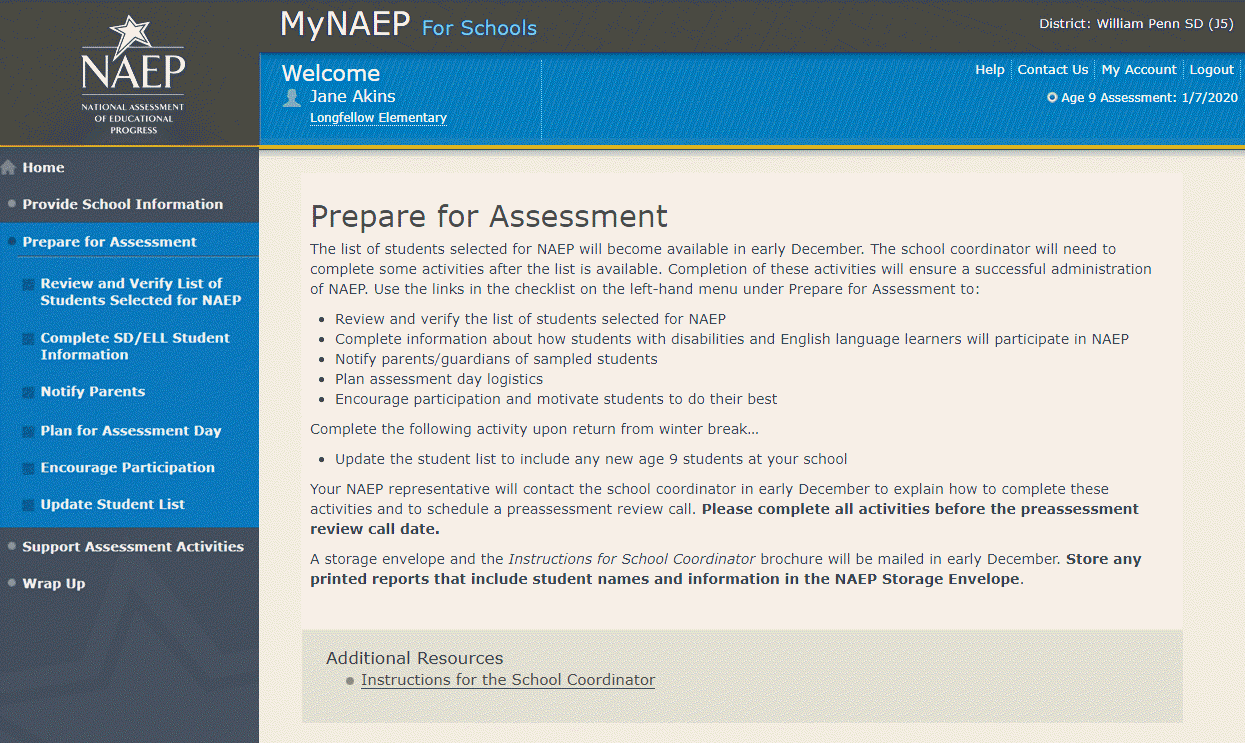 NAEP
NATIONAL ASSESSMENT
OF EDUCATIONAL
PROGRESS
MyNAEP For Schools
District: William Penn SD (J5)
Welcome
Jane Akins
Longfellow Elementary
Help Contact Us My Account Logout
Age 9 Assessment: 1/7/2020
Home
Provide School Information
Prepare for Assessment
Review and Verify List of
Students Selected for NAEP
Complete SD/ELL Student
Information
Notify Parents
Plan for Assessment Day
Encourage Participation
Update Student List
Support Assessment Activities
Wrap Up
Prepare for Assessment
The list of students selected for NAEP will become available in early December. The school coordinator will need to
complete some activities after the list is available. Completion of these activities will ensure a successful administration
of NAEP. Use the links in the checklist on the left-hand menu under Prepare for Assessment to:
• Review and verify the list of students selected for NAEP
• Complete information about how students with disabilities and English language learners will participate in NAEP
• Notify parents/guardians of sampled students
• Plan assessment day logistics
• Encourage participation and motivate students to do their best
Complete the following activity upon return from winter break...
• Update the student list to include any new age 9 students at your school
Your NAEP representative will contact the school coordinator in early December to explain how to complete these
activities and to schedule a preassessment review call. Please complete all activities before the preassessment
review call date.
A storage envelope and the Instructions for School Coordinator brochure will be mailed in early December. Store any
printed reports that include student names and information in the NAEP Storage Envelope.
Additional Resources
Instructions for the School Coordinator